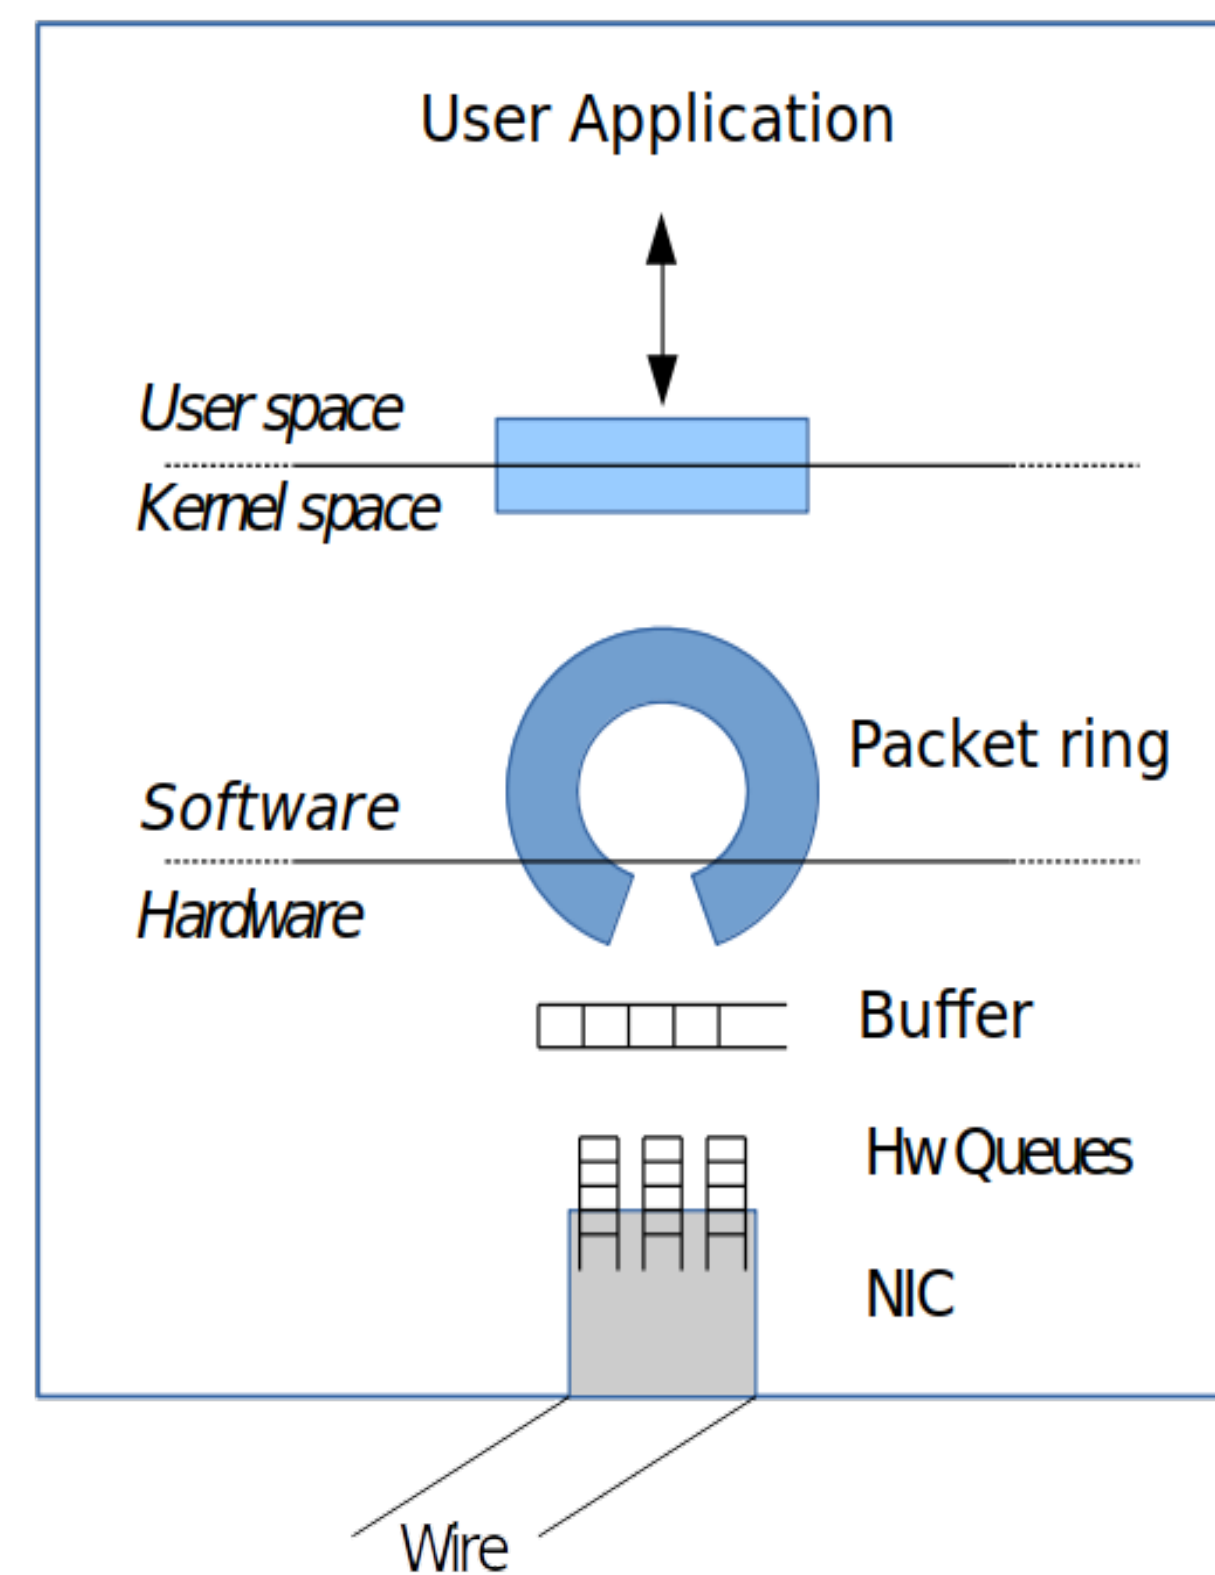 User Application
User space
Kernel space
Packet ring
Software
Hardware
Buffer
Hw Queues
NIC
Wire